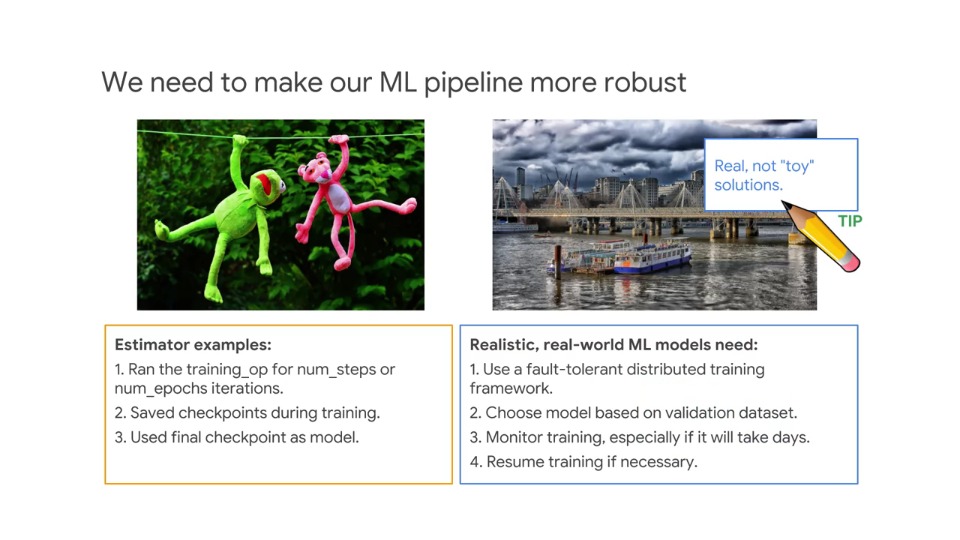 We need to make our ML pipeline more robust
Real, not "toy"
solutions.
TIP
Estimator examples:
1. Ran the training_op for num_steps or
num_epochs iterations.
2. Saved checkpoints during training.
3. Used final checkpoint as model.
Realistic, real-world ML models need:
1. Use a fault-tolerant distributed training
framework.
2. Choose model based on validation dataset.
3. Monitor training, especially if it will take days.
4. Resume training if necessary.